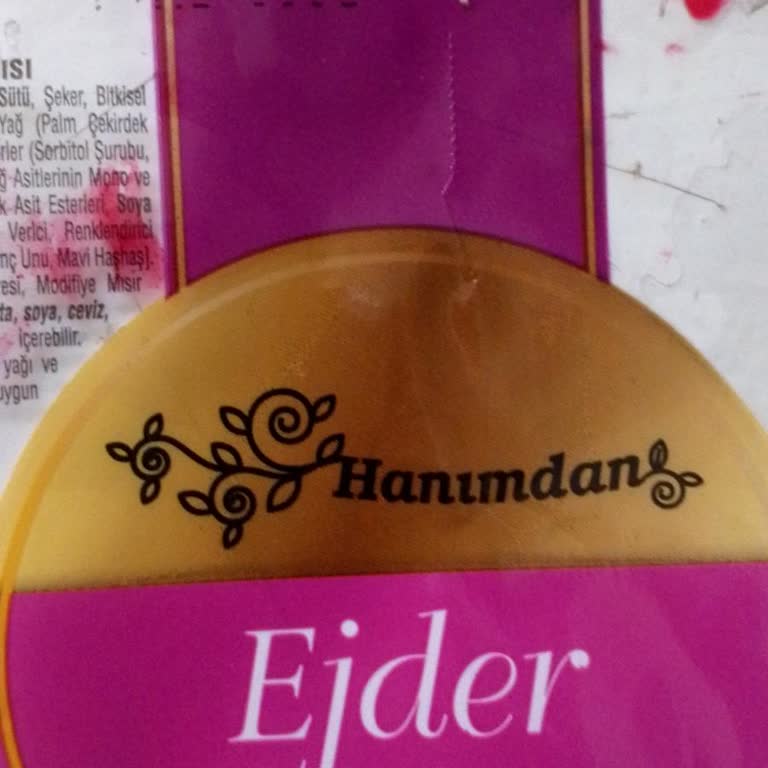 ISI
Sütü, Şeker, Bitkisel
Yağ (Palm Çekirdek
rler (Sorbitol Şurubu,
ğ Asitlerinin Mono ve
k Asit Esterleri, Soya
Verici, Renklendirici
nç Unu, Mavi Haşhaş].
esi, Modifiye Mısır
ta, soya, ceviz,
içerebilir.
yağı ve
uygun
Hanımdan
Ejder